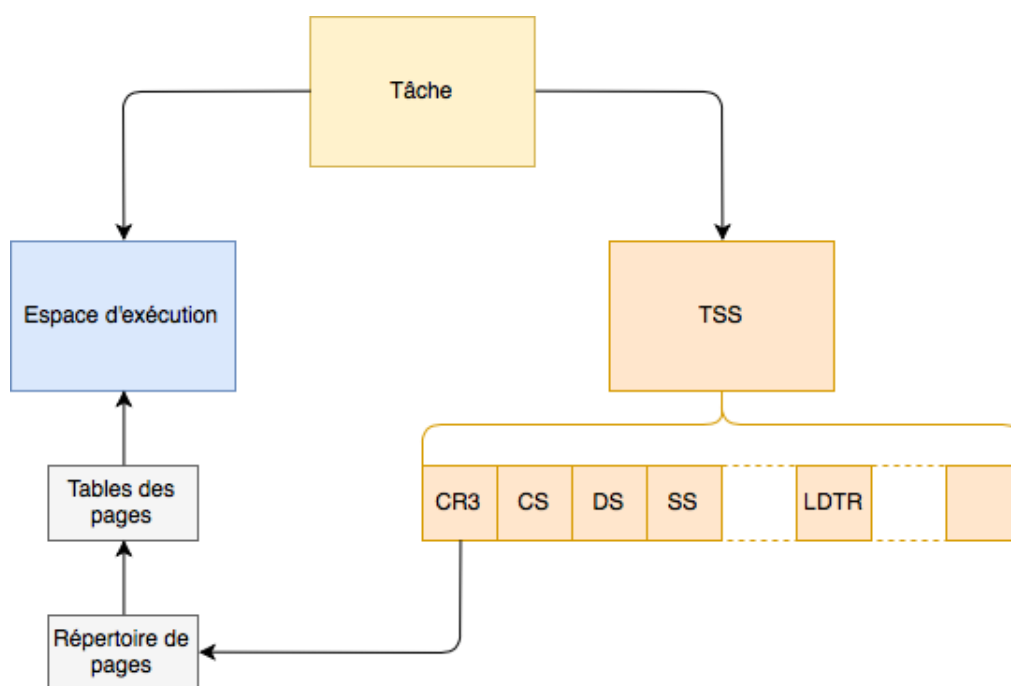 Tâche
Espace d'exécution
TSS
Tables des
pages
CR3 CS DS SS LDTR
Répertoire de
pages